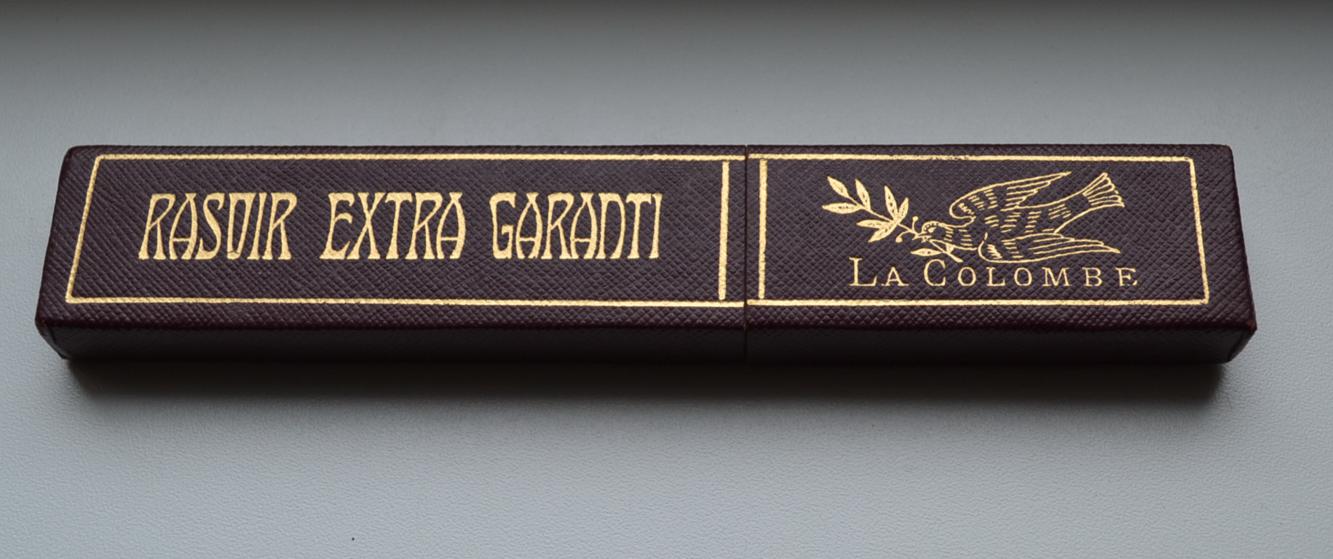 RASOIR EXTRA GARANTI
LA COLOMBE